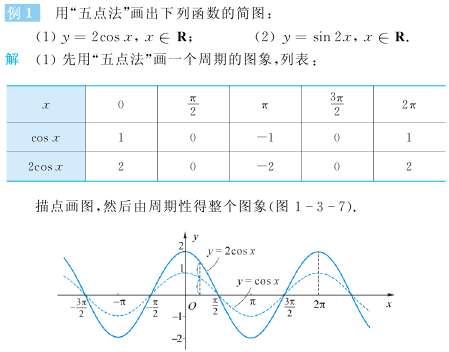 例1 用“五点法”画出下列函数的简图:
(1) y = 2cos x, x ∈ R; (2) y = sin 2x, x ∈ R.
解 (1) 先用“五点法”画一个周期的图象,列表:
x 0 π/2 π 3π/2 2π
cos x 1 0 −1 0 1
2cos x 2 0 −2 0 2
描点画图,然后由周期性得整个图象(图 1-3-7).
y
2
y = 2cos x
1
y = cos x
−3π/2 −π −π/2 O π/2 π 3π/2 2π x
−1
−2